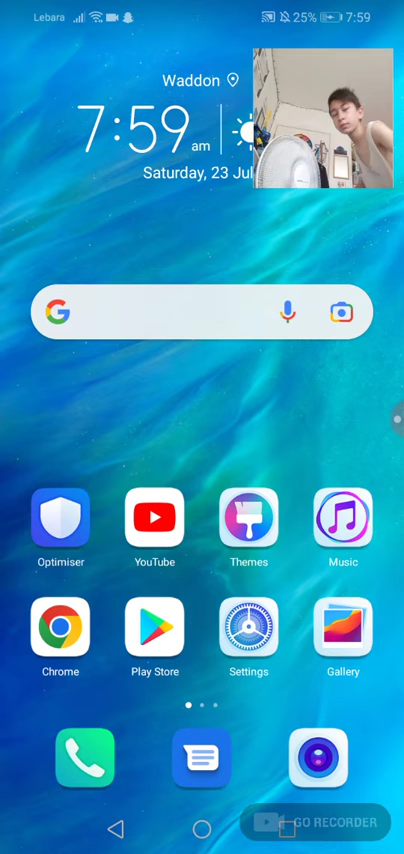 Lebara 25% 7:59
Waddon
7:59 am
Saturday, 23 Jul
Optimiser YouTube Themes Music
Chrome Play Store Settings Gallery
GO RECORDER